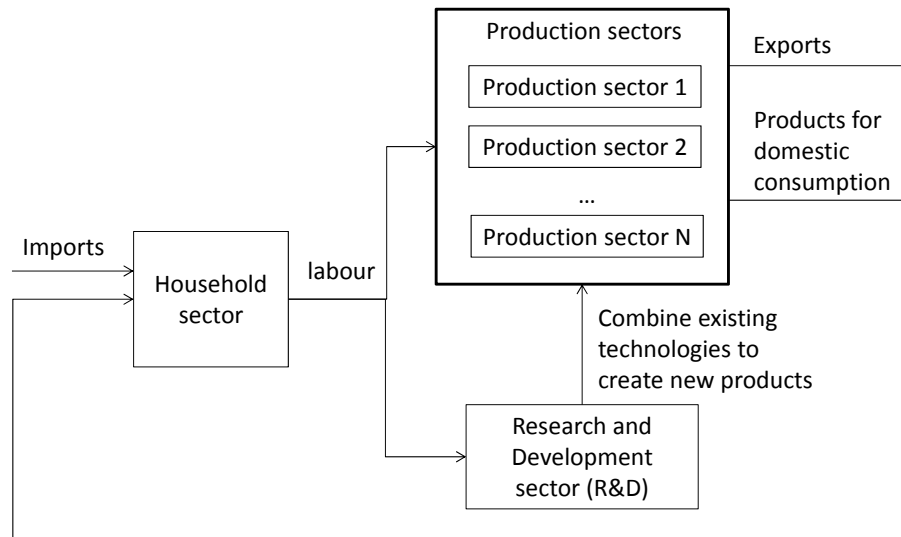 Production sectors
Production sector 1
Production sector 2
...
Production sector N
Exports
Products for
domestic
consumption
Imports
Household
sector
labour
Combine existing
technologies to
create new products
Research and
Development
sector (R&D)